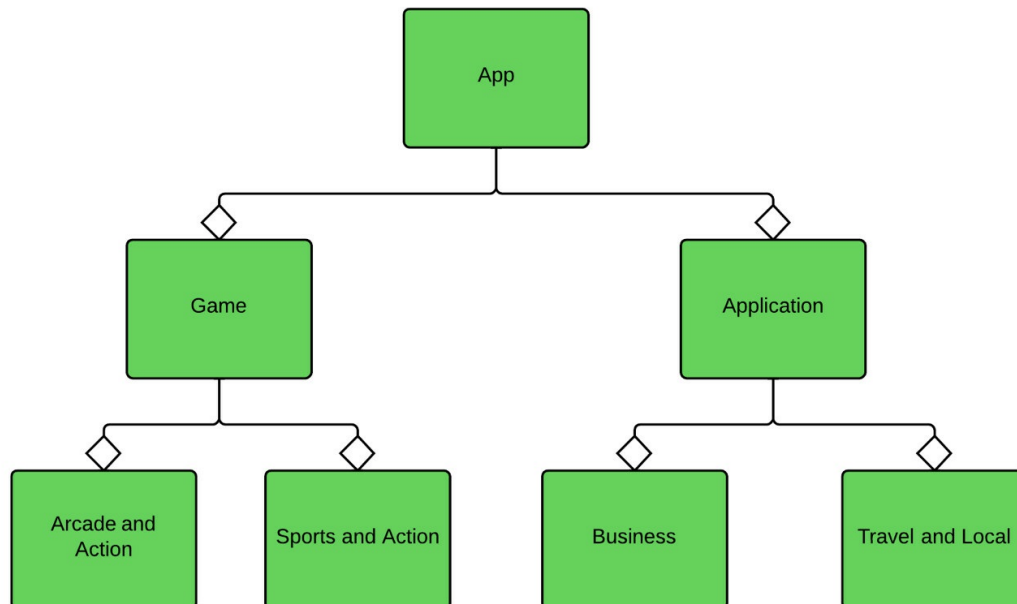 App
Game
Application
Arcade and
Action
Sports and Action
Business
Travel and Local